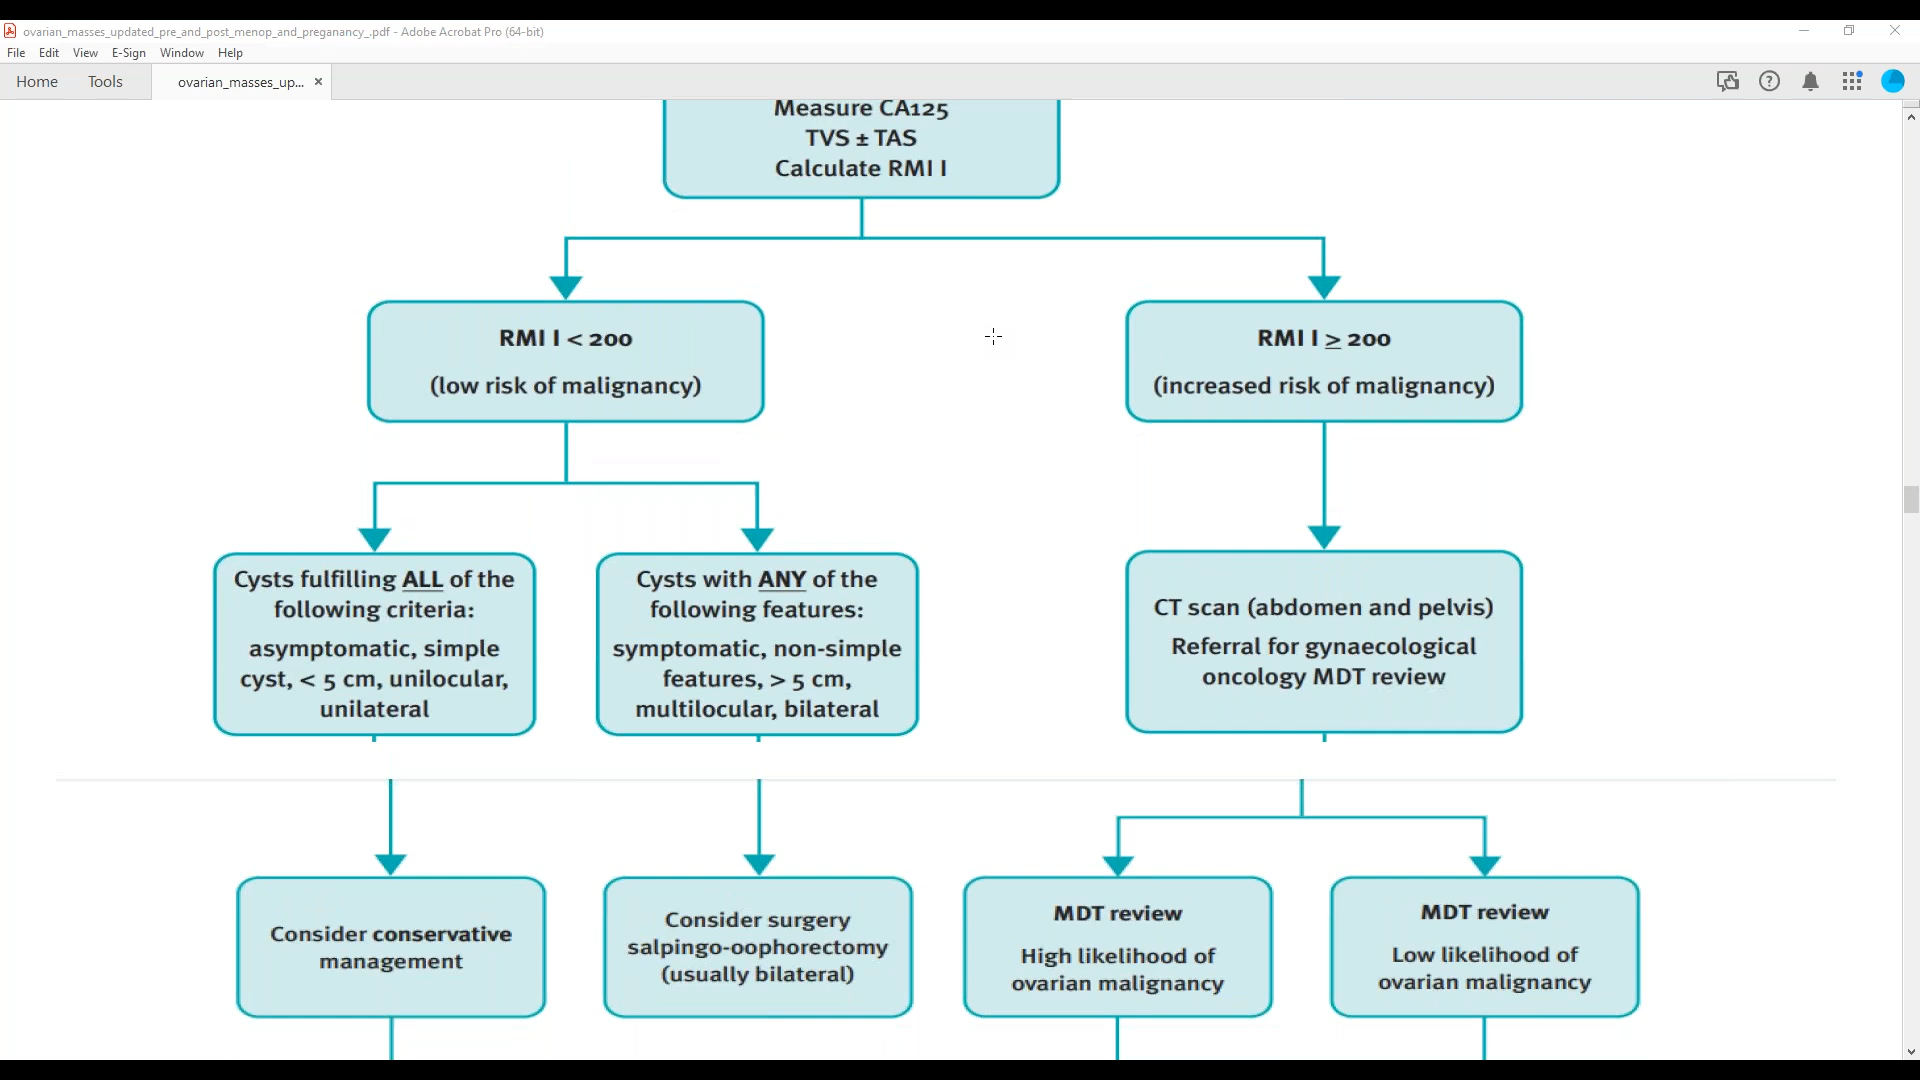 ovarian_masses_updated_pre_and_post_menop_and_preganancy_.pdf - Adobe Acrobat Pro (64-bit)
File Edit View E-Sign Window Help
Home Tools ovarian_masses_up... ×
Measure CA125
TVS ± TAS
Calculate RMI I
RMI I < 200
(low risk of malignancy)
RMI I ≥ 200
(increased risk of malignancy)
Cysts fulfilling ALL of the
following criteria:
asymptomatic, simple
cyst, < 5 cm, unilocular,
unilateral
Cysts with ANY of the
following features:
symptomatic, non-simple
features, > 5 cm,
multilocular, bilateral
CT scan (abdomen and pelvis)
Referral for gynaecological
oncology MDT review
Consider conservative
management
Consider surgery
salpingo-oophorectomy
(usually bilateral)
MDT review
High likelihood of
ovarian malignancy
MDT review
Low likelihood of
ovarian malignancy